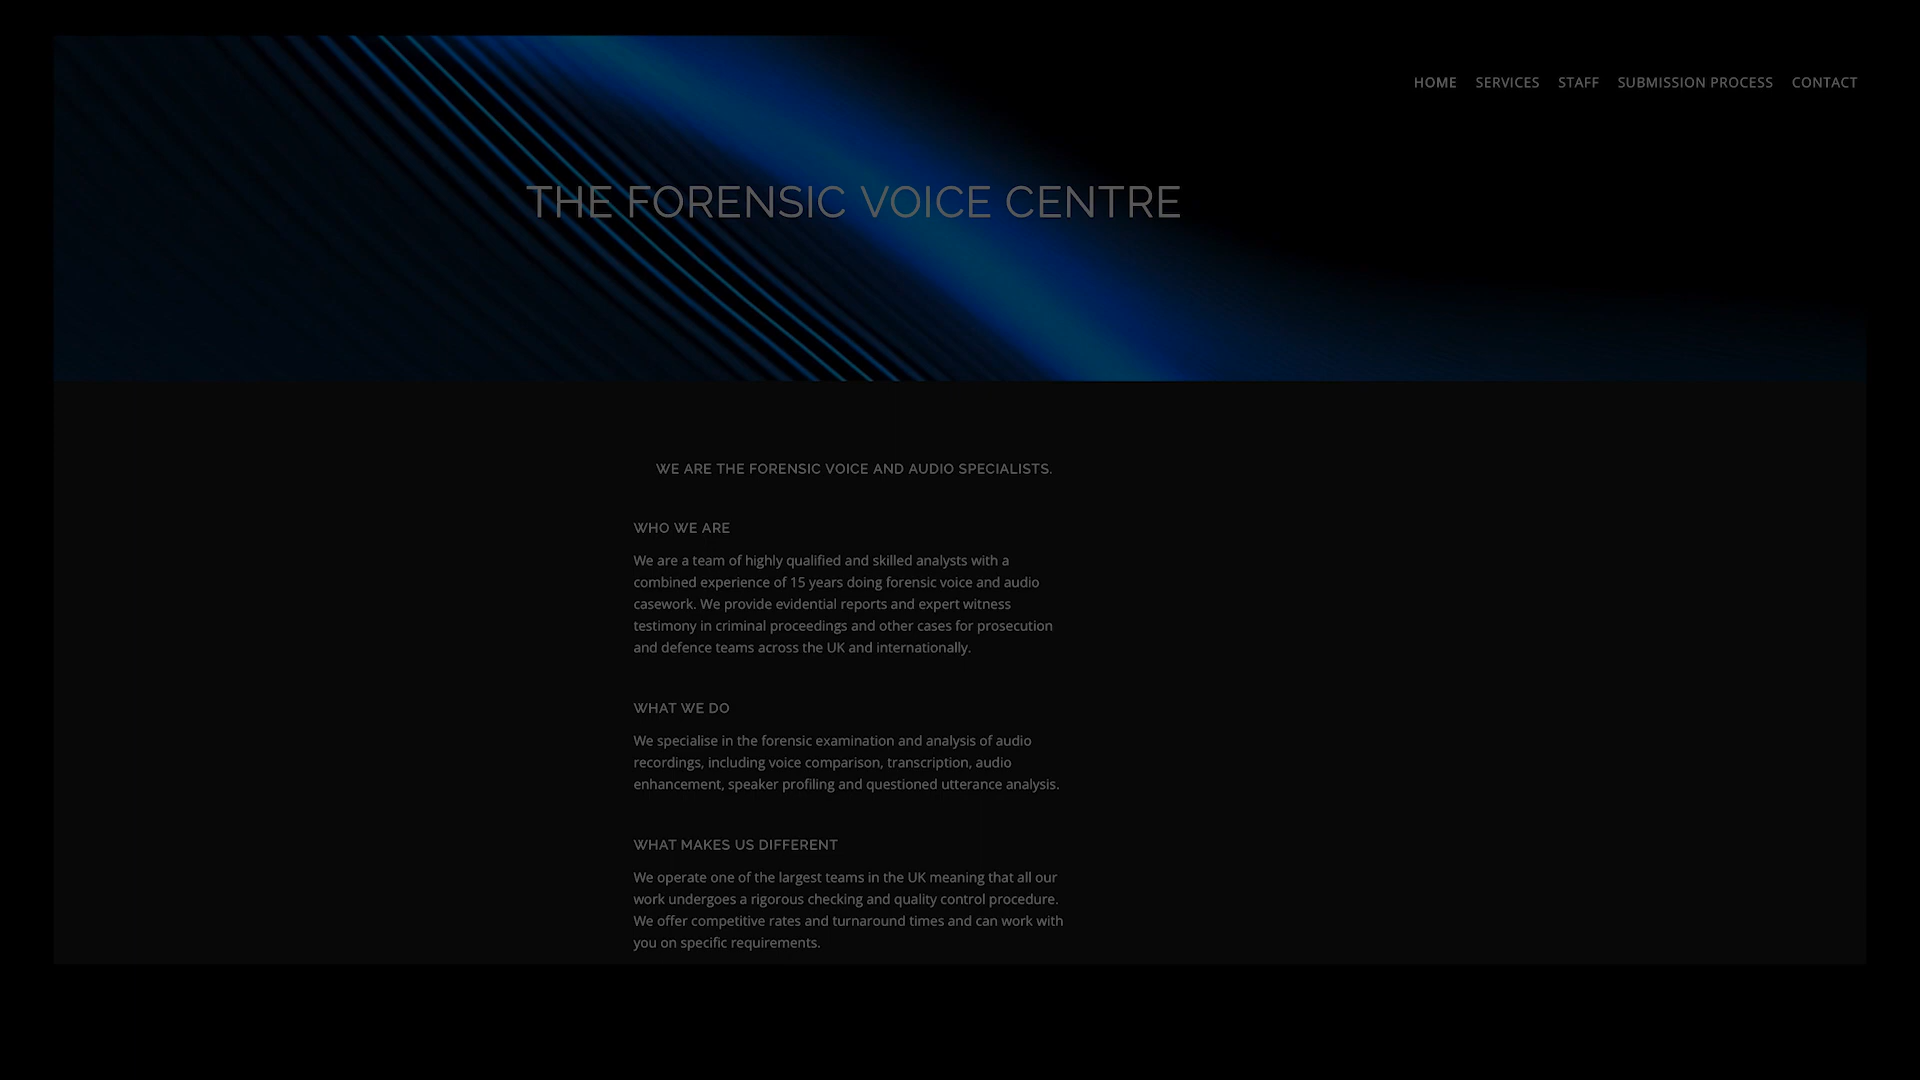 HOME SERVICES STAFF SUBMISSION PROCESS CONTACT
THE FORENSIC VOICE CENTRE
WE ARE THE FORENSIC VOICE AND AUDIO SPECIALISTS.
WHO WE ARE
We are a team of highly qualified and skilled analysts with a
combined experience of 15 years doing forensic voice and audio
casework. We provide evidential reports and expert witness
testimony in criminal proceedings and other cases for prosecution
and defence teams across the UK and internationally.
WHAT WE DO
We specialise in the forensic examination and analysis of audio
recordings, including voice comparison, transcription, audio
enhancement, speaker profiling and questioned utterance analysis.
WHAT MAKES US DIFFERENT
We operate one of the largest teams in the UK meaning that all our
work undergoes a rigorous checking and quality control procedure.
We offer competitive rates and turnaround times and can work with
you on specific requirements.